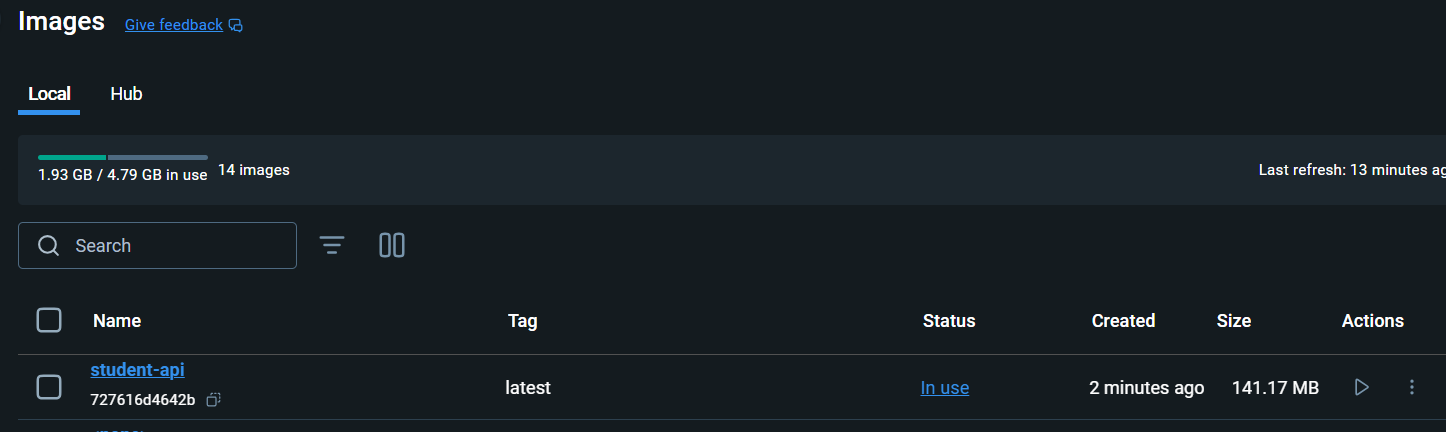 Images Give feedback
Local Hub
1.93 GB / 4.79 GB in use 14 images Last refresh: 13 minutes ag
Search
Name Tag Status Created Size Actions
student-api
727616d4642b latest In use 2 minutes ago 141.17 MB